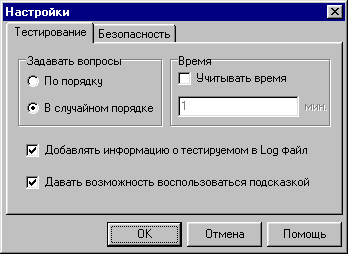 Настройки
Тестирование Безопасность
Задавать вопросы
По порядку
В случайном порядке
Время
Учитывать время
1 мин.
Добавлять информацию о тестируемом в Log файл
Давать возможность воспользоваться подсказкой
OK Отмена Помощь